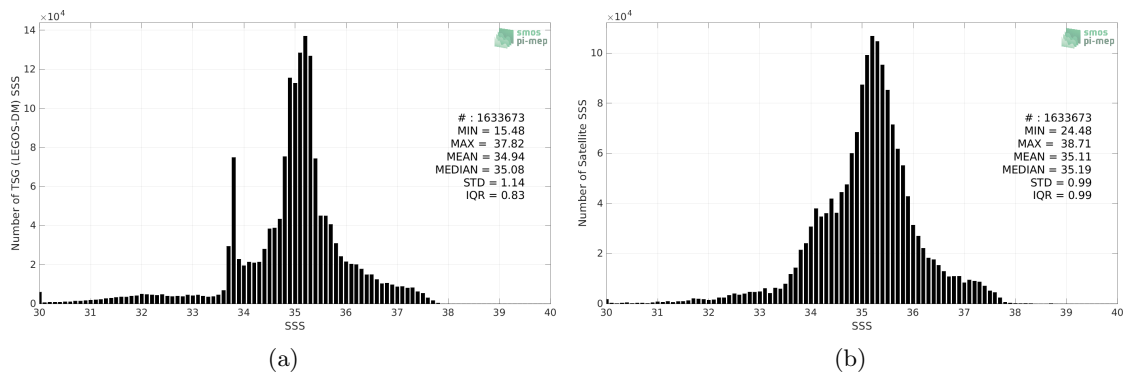 ×10⁴
14
12
10
8
6
4
2
0
Number of TSG (LEGOS-DM) SSS
smos
pi-mep
# : 1633673
MIN = 15.48
MAX = 37.82
MEAN = 34.94
MEDIAN = 35.08
STD = 1.14
IQR = 0.83
30 31 32 33 34 35 36 37 38 39 40
SSS
(a)
×10⁴
10
8
6
4
2
0
Number of Satellite SSS
smos
pi-mep
# : 1633673
MIN = 24.48
MAX = 38.71
MEAN = 35.11
MEDIAN = 35.19
STD = 0.99
IQR = 0.99
30 31 32 33 34 35 36 37 38 39 40
SSS
(b)